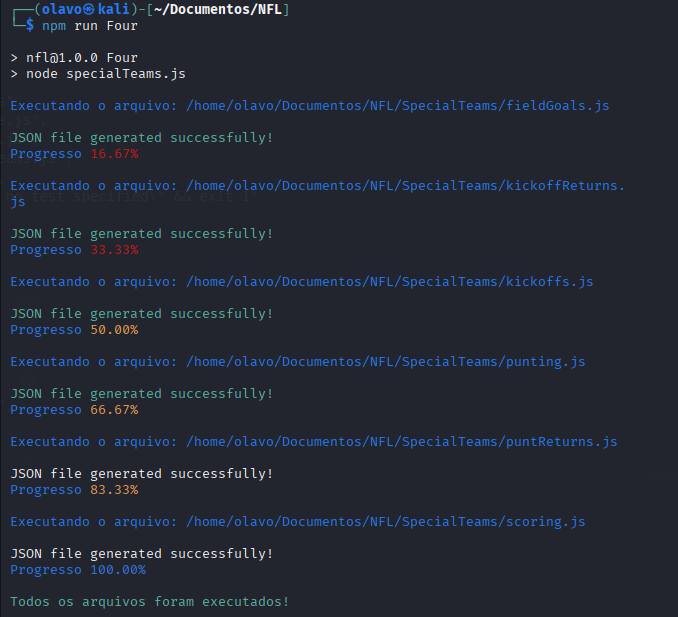 ┌──(olavo㉿kali)-[~/Documentos/NFL]
└─$ npm run Four
> nfl@1.0.0 Four
> node specialTeams.js
Executando o arquivo: /home/olavo/Documentos/NFL/SpecialTeams/fieldGoals.js
JSON file generated successfully!
Progresso 16.67%
Executando o arquivo: /home/olavo/Documentos/NFL/SpecialTeams/kickoffReturns.
js
JSON file generated successfully!
Progresso 33.33%
Executando o arquivo: /home/olavo/Documentos/NFL/SpecialTeams/kickoffs.js
JSON file generated successfully!
Progresso 50.00%
Executando o arquivo: /home/olavo/Documentos/NFL/SpecialTeams/punting.js
JSON file generated successfully!
Progresso 66.67%
Executando o arquivo: /home/olavo/Documentos/NFL/SpecialTeams/puntReturns.js
JSON file generated successfully!
Progresso 83.33%
Executando o arquivo: /home/olavo/Documentos/NFL/SpecialTeams/scoring.js
JSON file generated successfully!
Progresso 100.00%
Todos os arquivos foram executados!